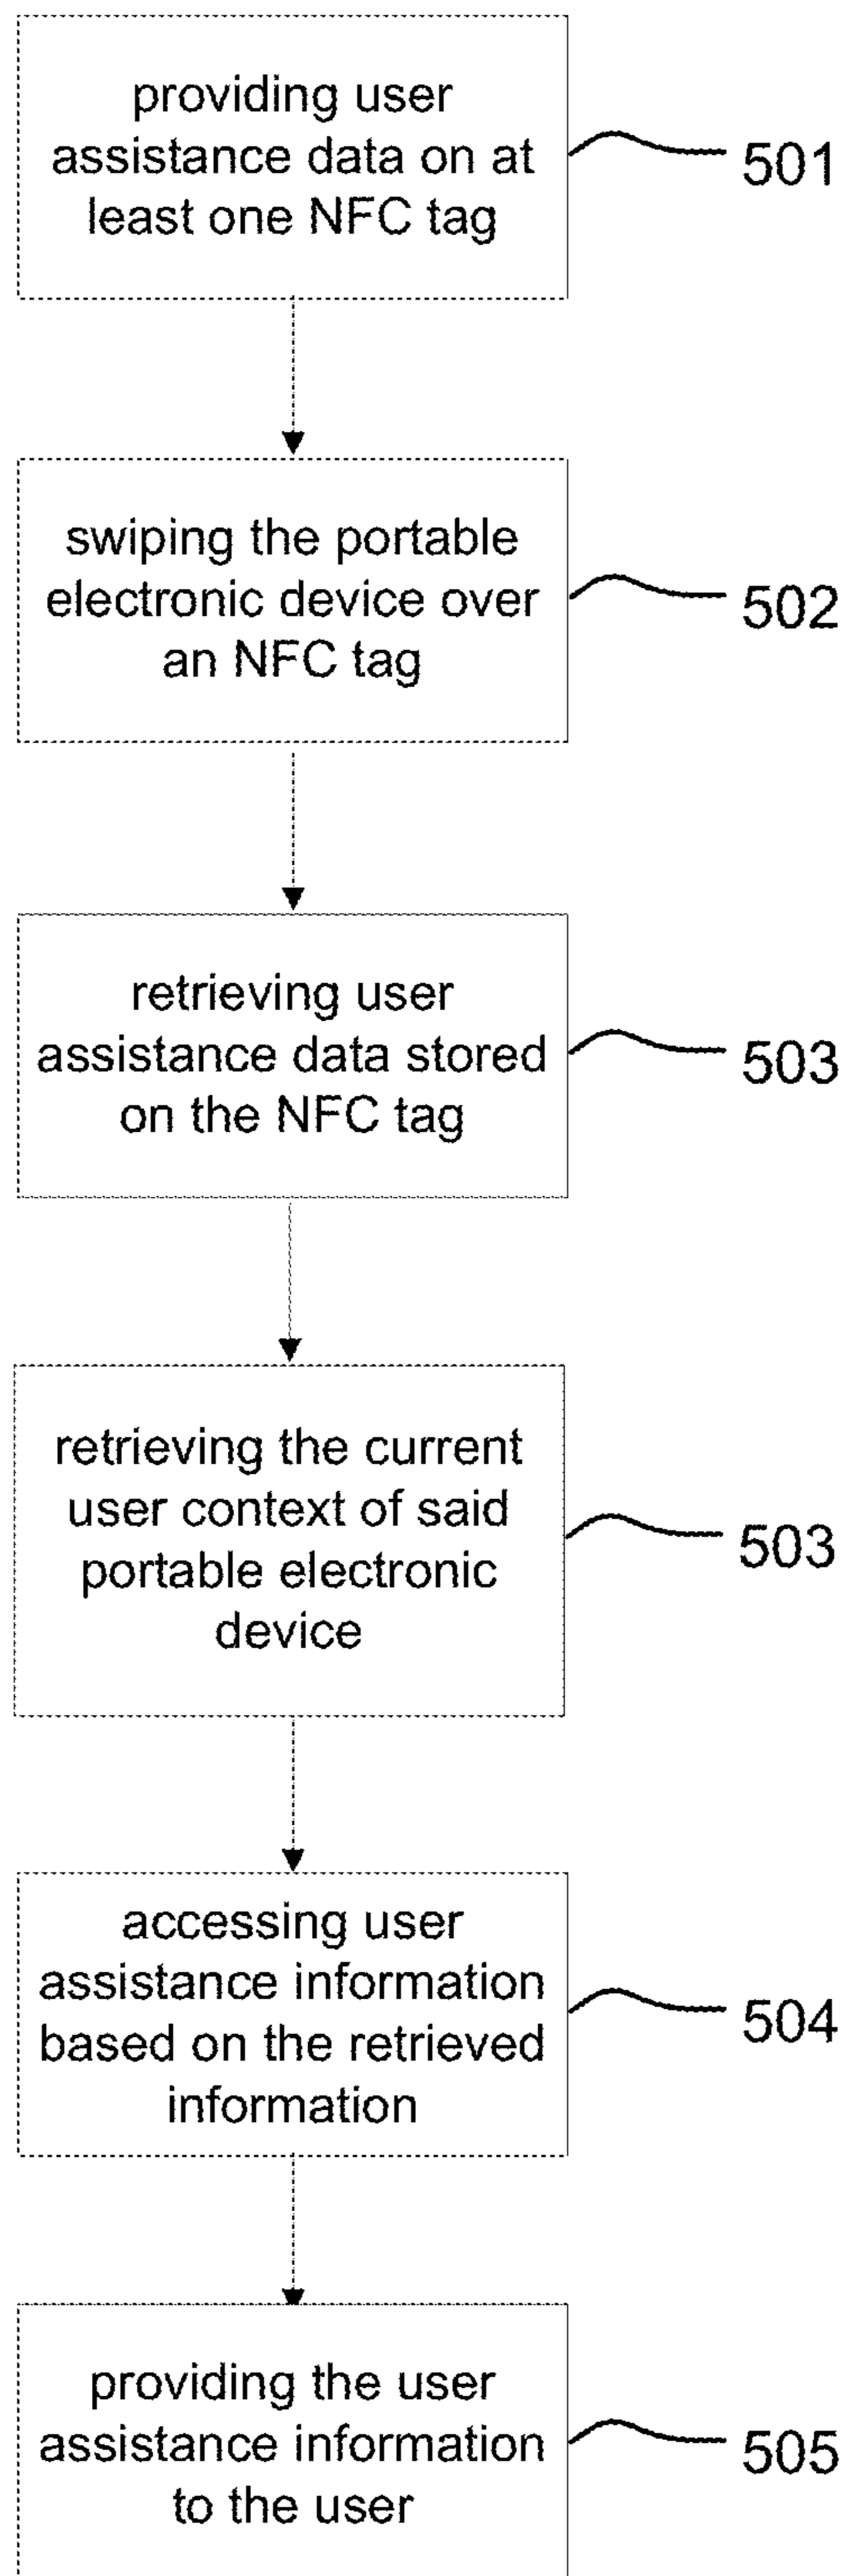 providing user
assistance data on at
least one NFC tag
501
swiping the portable
electronic device over
an NFC tag
502
retrieving user
assistance data stored
on the NFC tag
503
retrieving the current
user context of said
portable electronic
device
503
accessing user
assistance information
based on the retrieved
information
504
providing the user
assistance information
to the user
505